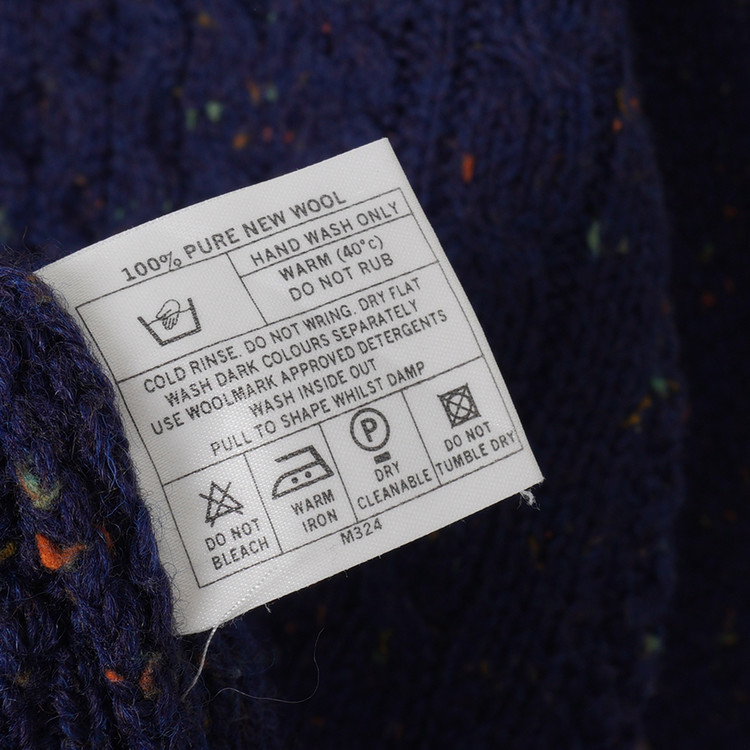 100% PURE NEW WOOL
HAND WASH ONLY
WARM (40°c)
DO NOT RUB
COLD RINSE. DO NOT WRING. DRY FLAT
WASH DARK COLOURS SEPARATELY
USE WOOLMARK APPROVED DETERGENTS
WASH INSIDE OUT
PULL TO SHAPE WHILST DAMP
DO NOT
BLEACH
WARM
IRON
P
DRY
CLEANABLE
DO NOT
TUMBLE DRY
M324